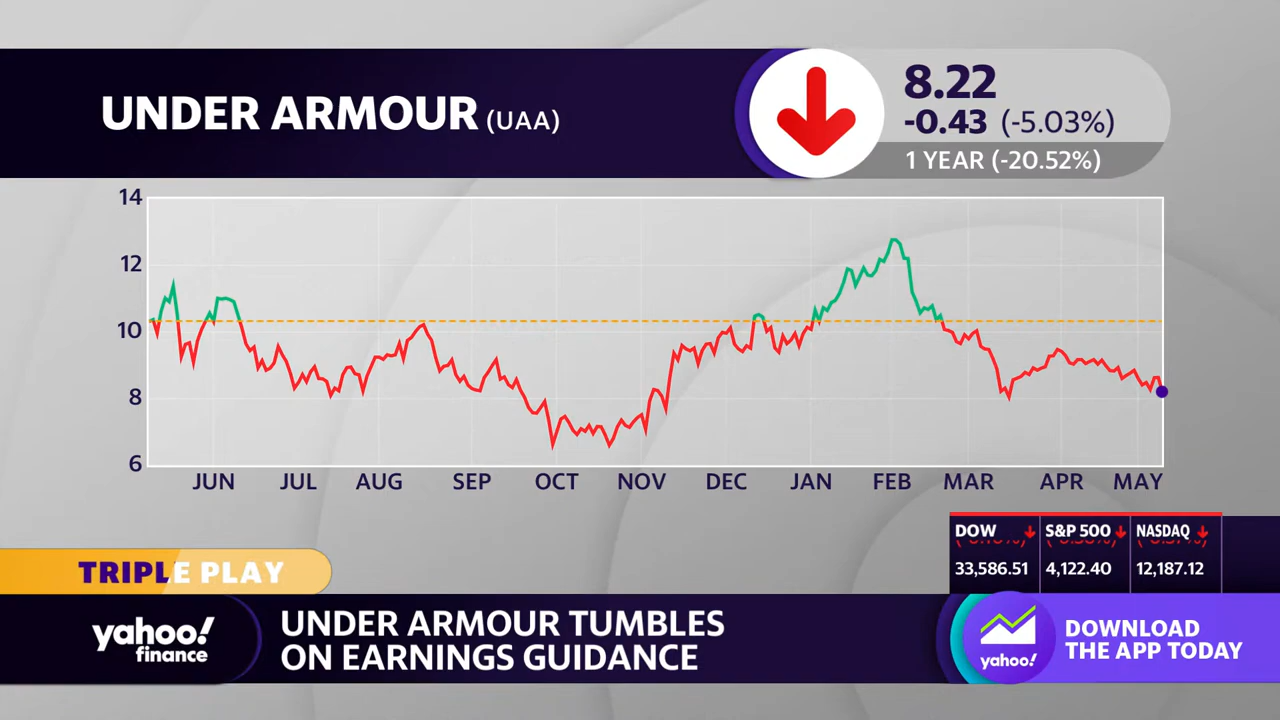 UNDER ARMOUR (UAA)
8.22
-0.43 (-5.03%)
1 YEAR (-20.52%)
14
12
10
8
6
JUN JUL AUG SEP OCT NOV DEC JAN FEB MAR APR MAY
DOW S&P 500 NASDAQ
33,586.51 4,122.40 12,187.12
TRIPLE PLAY
yahoo!
finance
UNDER ARMOUR TUMBLES
ON EARNINGS GUIDANCE
yahoo!
DOWNLOAD
THE APP TODAY